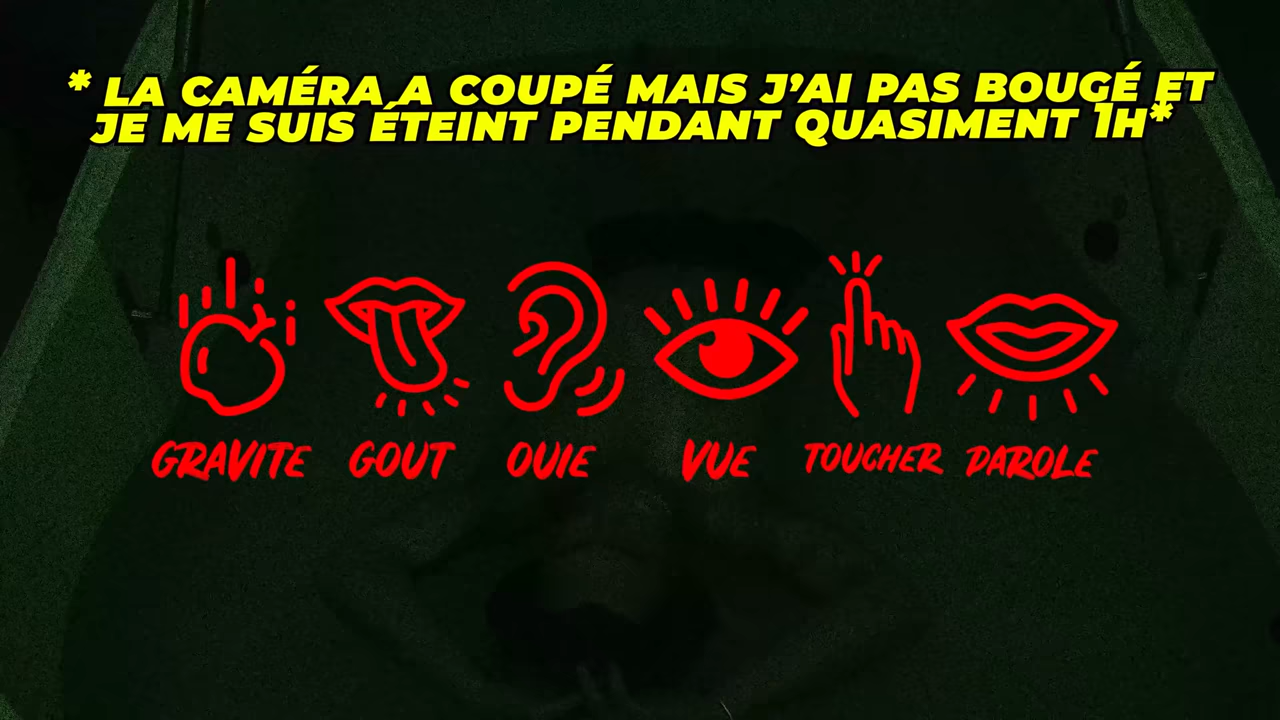 * LA CAMÉRA A COUPÉ MAIS J’AI PAS BOUGÉ ET
JE ME SUIS ÉTEINT PENDANT QUASIMENT 1H*
GRAVITE GOUT OUIE VUE TOUCHER PAROLE